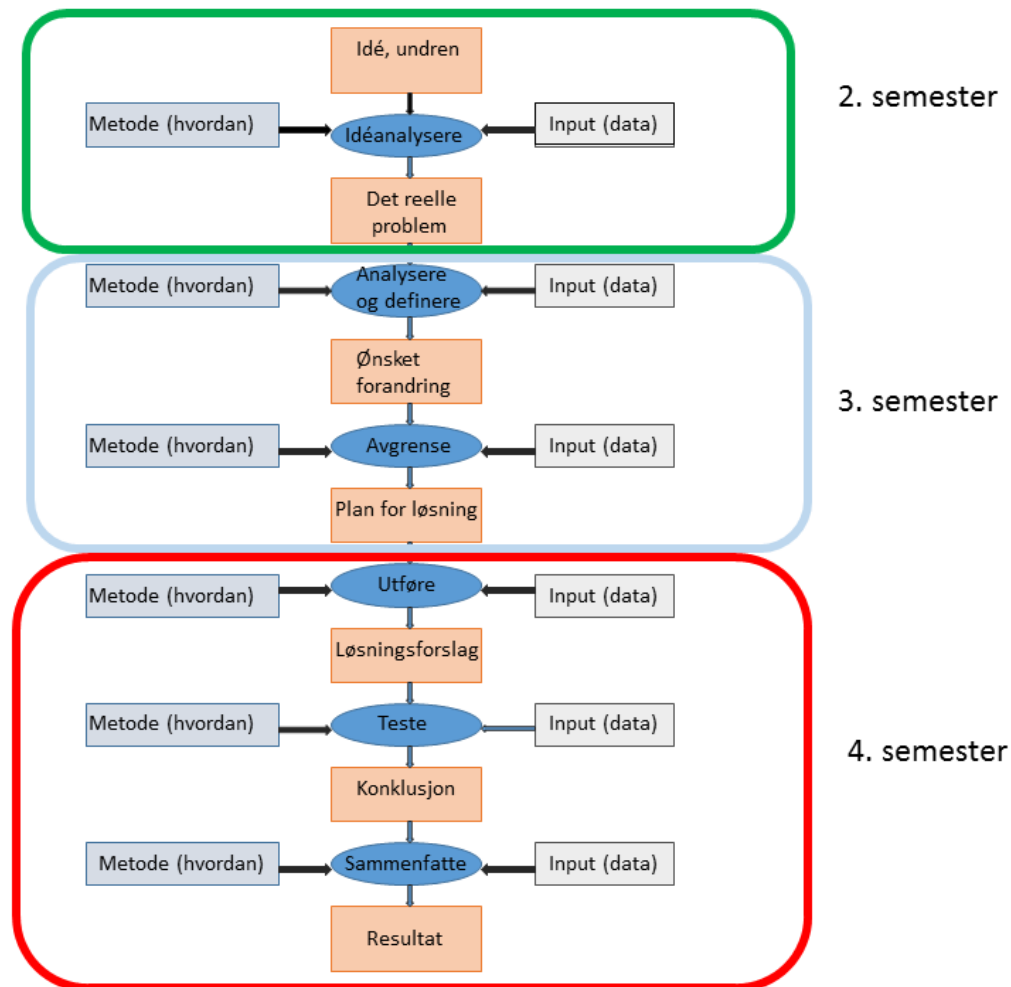 Idé, undren
2. semester
Metode (hvordan)
Idéanalysere
Input (data)
Det reelle
problem
Metode (hvordan)
Analysere
og definere
Input (data)
Ønsket
forandring
3. semester
Metode (hvordan)
Avgrense
Input (data)
Plan for løsning
Metode (hvordan)
Utføre
Input (data)
Løsningsforslag
Metode (hvordan)
Teste
Input (data)
4. semester
Konklusjon
Metode (hvordan)
Sammenfatte
Input (data)
Resultat